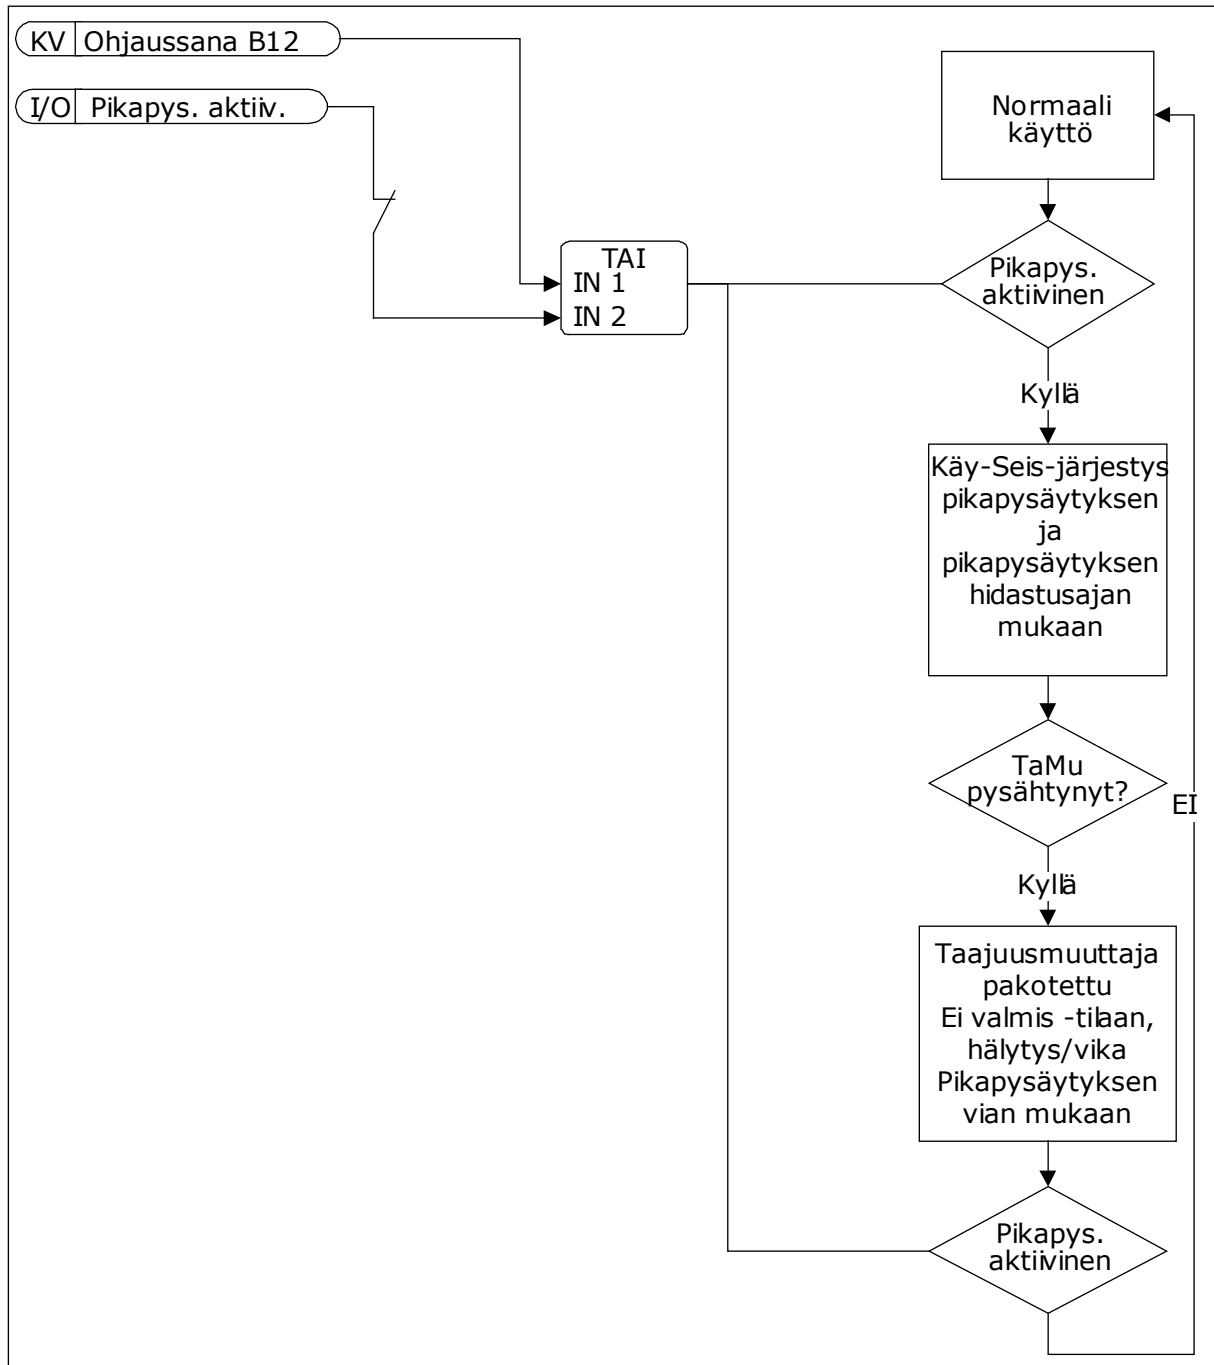 KV Ohjaussana B12
I/O Pikapys. aktiiv.
TAI
IN 1
IN 2
Normaali
käyttö
Pikapys.
aktiivinen
Kyllä
Käy-Seis-järjestys
pikapysäytyksen
ja
pikapysäytyksen
hidastusajan
mukaan
TaMu
pysähtynyt?
EI
Kyllä
Taajuusmuuttaja
pakotettu
Ei valmis -tilaan,
hälytys/vika
Pikapysäytyksen
vian mukaan
Pikapys.
aktiivinen